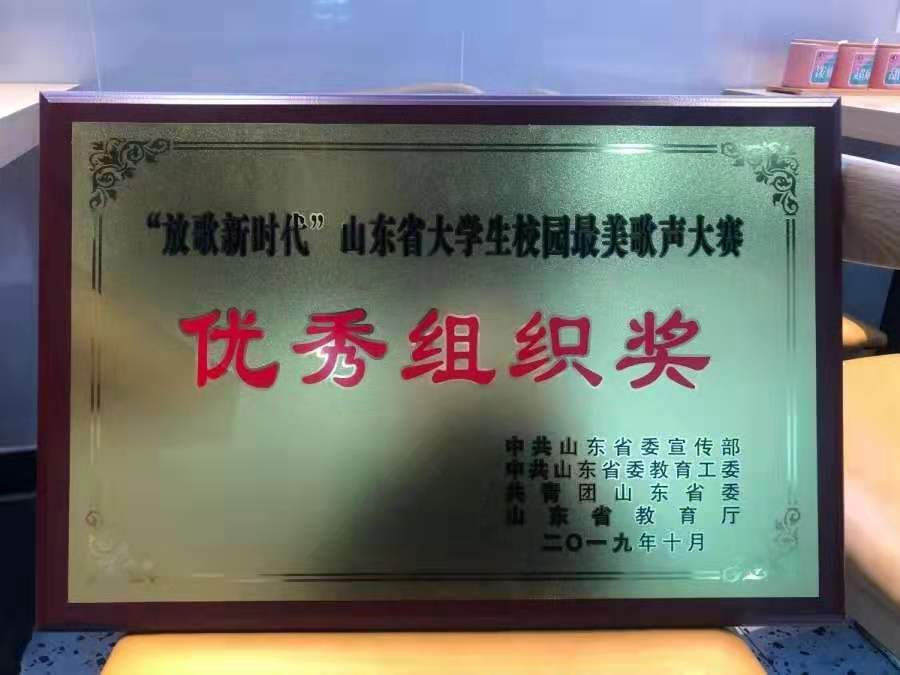 “放歌新时代”山东省大学生校园最美歌声大赛
优秀组织奖
中共山东省委宣传部
中共山东省委教育工委
共青团山东省委
山东省教育厅
二〇一九年十月